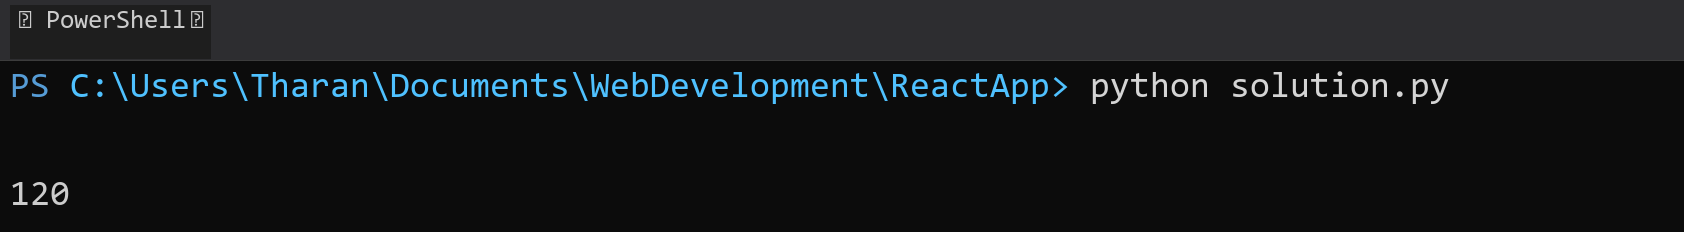 PowerShell
PS C:\Users\Tharan\Documents\WebDevelopment\ReactApp> python solution.py
120